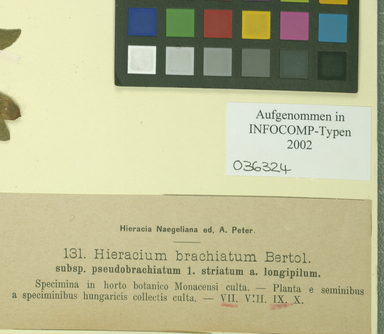 Aufgenommen in
INFOCOMP-Typen
2002
036324
Hieracia Naegeliana ed. A. Peter.
131. Hieracium brachiatum Bertol.
subsp. pseudobrachiatum 1. striatum a. longipilum.
Specimina in horto botanico Monacensi culta. — Planta e seminibus
a speciminibus hungaricis collectis culta. — VII. VIII. IX. X.